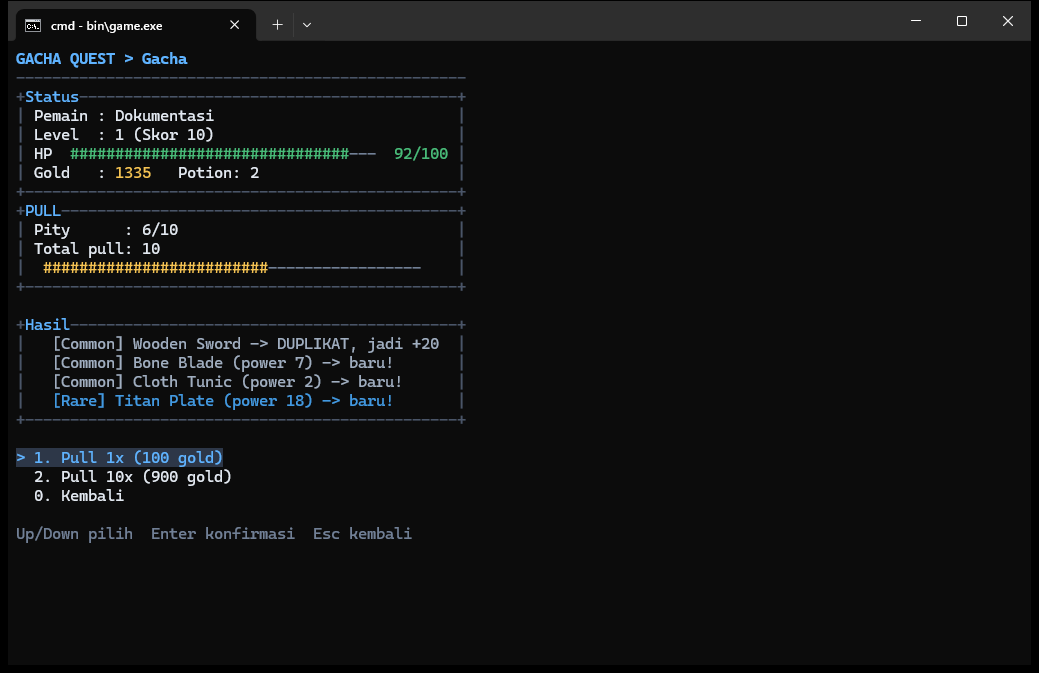 cmd - bin\game.exe
GACHA QUEST > Gacha
--------------------------------------------------
+Status------------------------------------------+
| Pemain : Dokumentasi |
| Level  : 1 (Skor 10) |
| HP  ###############################---  92/100 |
| Gold   : 1335   Potion: 2 |
+------------------------------------------------+
+PULL--------------------------------------------+
| Pity      : 6/10 |
| Total pull: 10 |
|  #########################----------------- |
+------------------------------------------------+
+Hasil-------------------------------------------+
|   [Common] Wooden Sword -> DUPLIKAT, jadi +20  |
|   [Common] Bone Blade (power 7) -> baru! |
|   [Common] Cloth Tunic (power 2) -> baru! |
|   [Rare] Titan Plate (power 18) -> baru! |
+------------------------------------------------+
> 1. Pull 1x (100 gold)
2. Pull 10x (900 gold)
0. Kembali
Up/Down pilih  Enter konfirmasi  Esc kembali